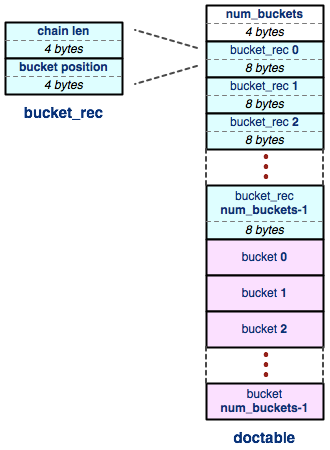 chain len
4 bytes
bucket position
4 bytes
bucket_rec
num_buckets
4 bytes
bucket_rec 0
8 bytes
bucket_rec 1
8 bytes
bucket_rec 2
8 bytes
bucket_rec
num_buckets-1
8 bytes
bucket 0
bucket 1
bucket 2
bucket
num_buckets-1
doctable